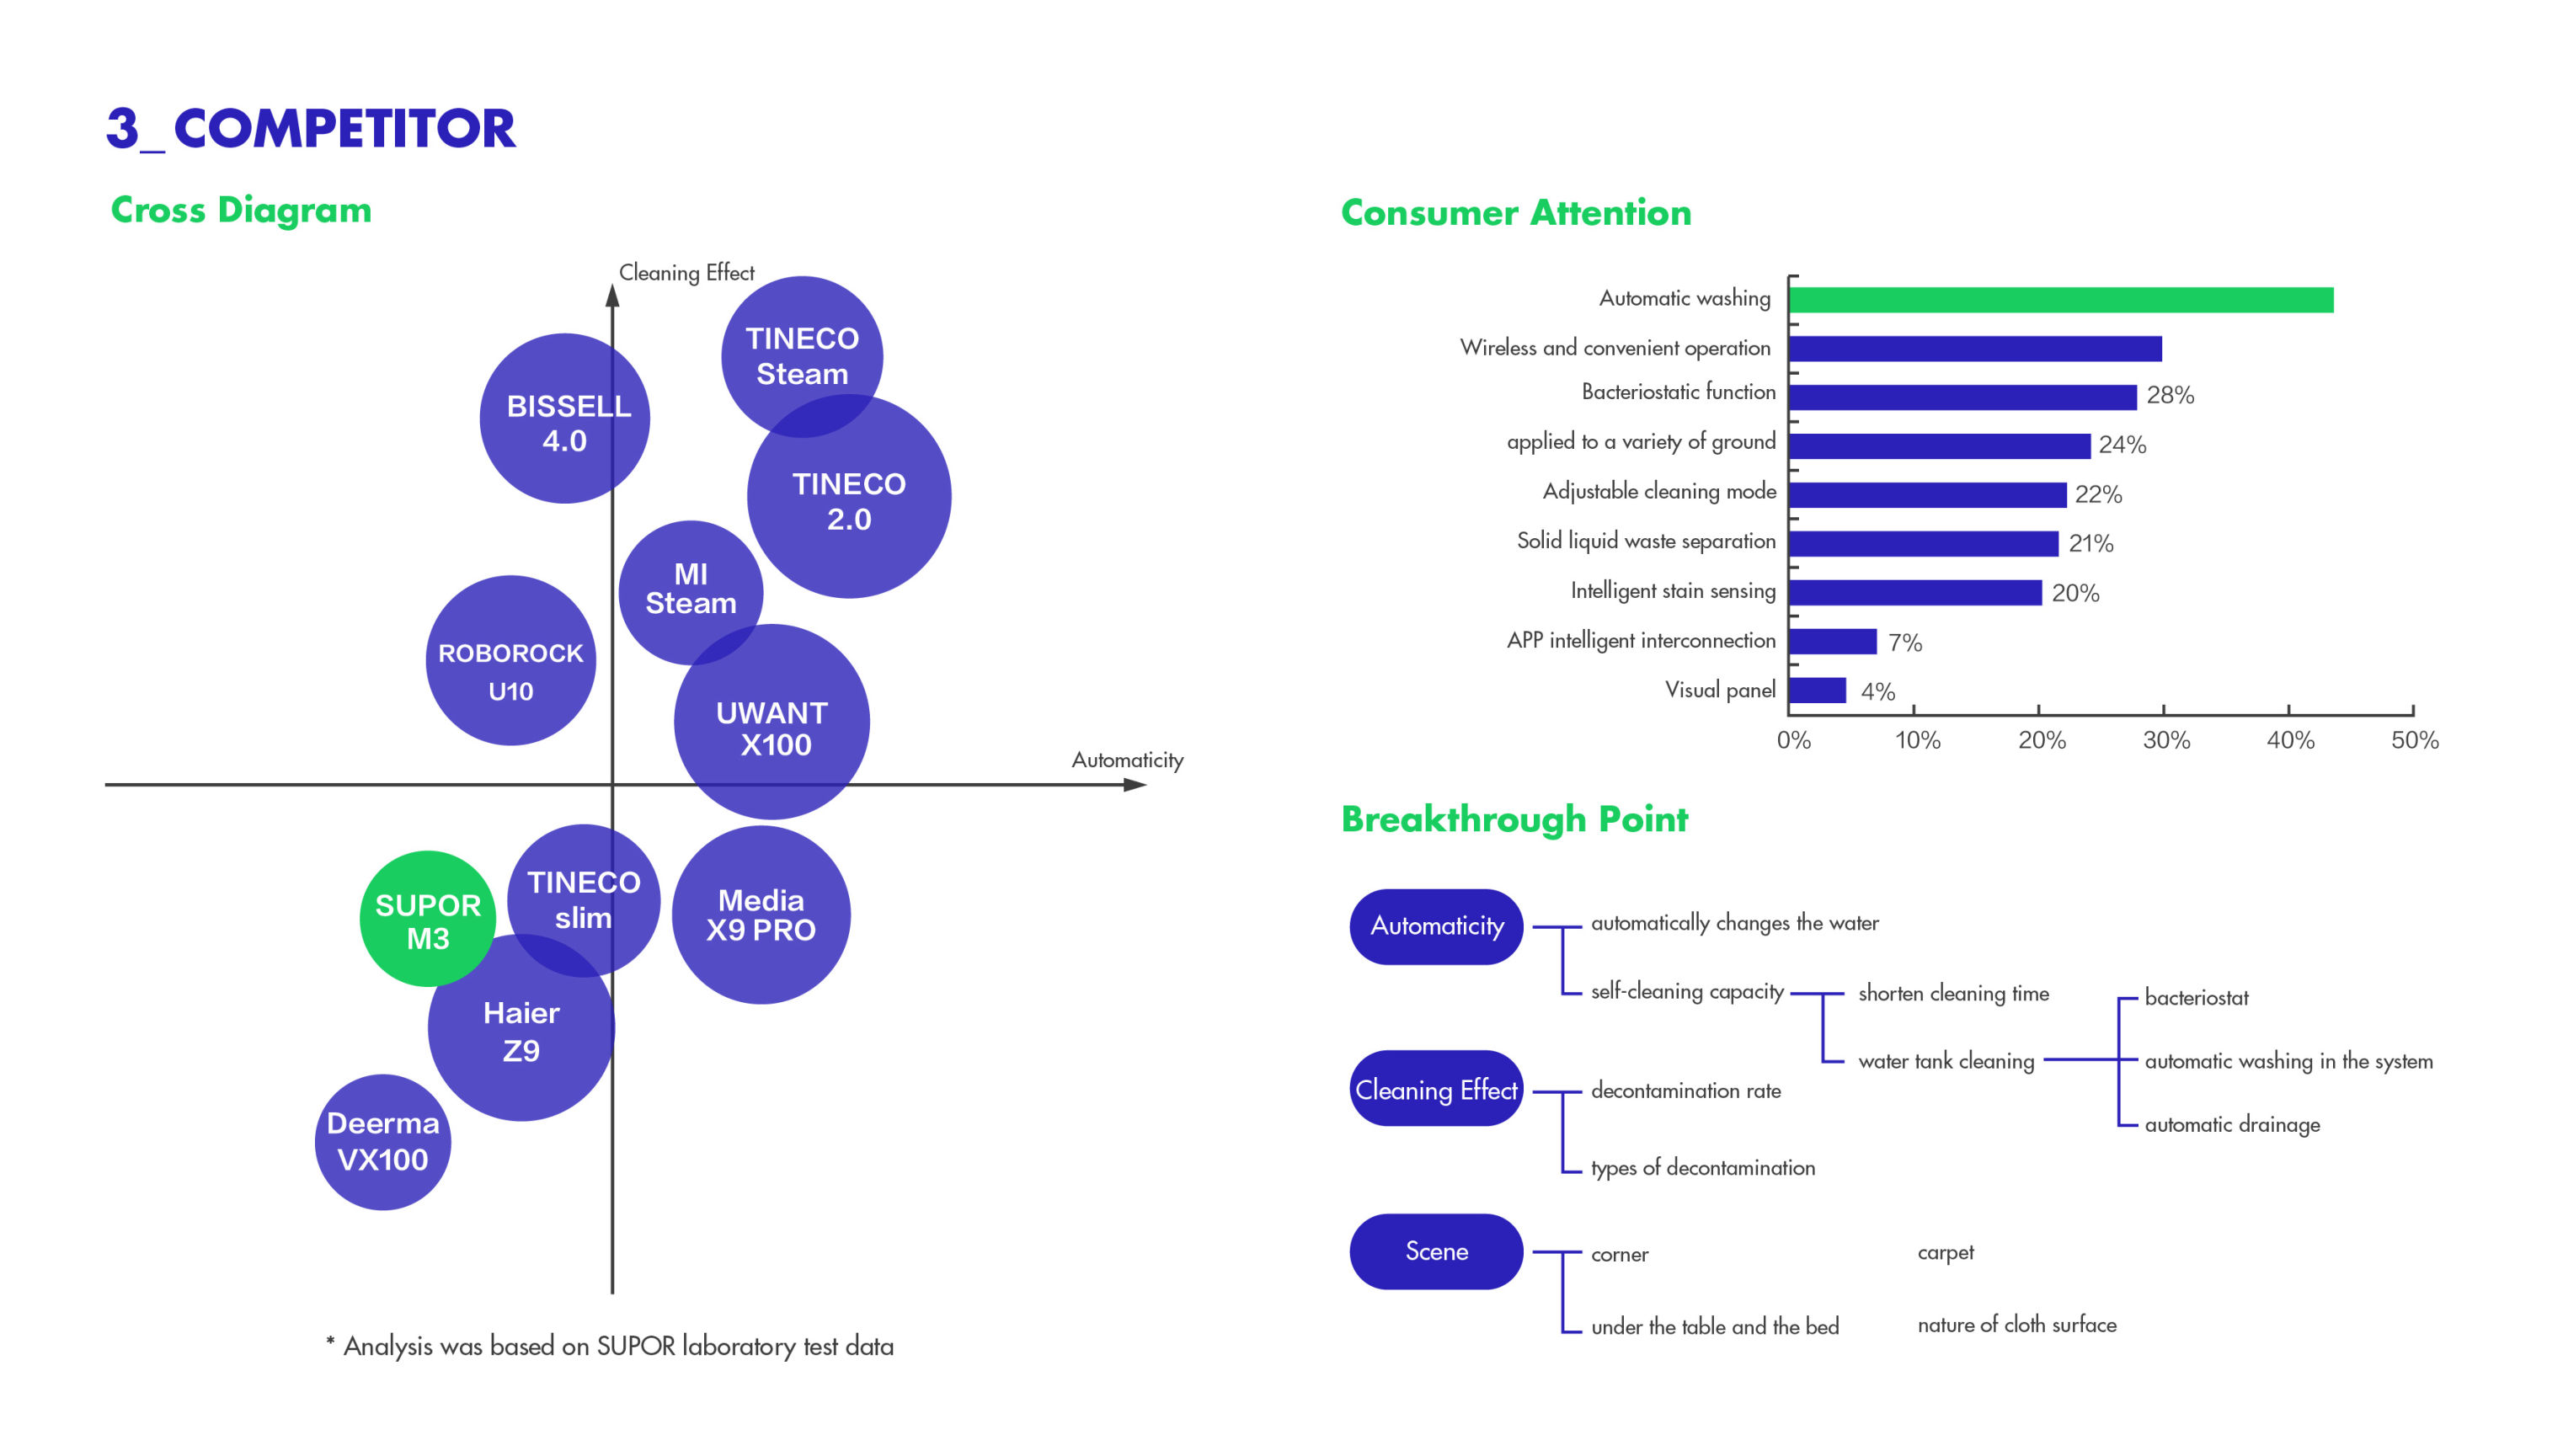 3_ COMPETITOR
Cross Diagram
Cleaning Effect
TINECO
Steam
BISSELL
4.0
TINECO
2.0
MI
Steam
ROBOROCK
U10
UWANT
X100
Automaticity
TINECO
slim
SUPOR
M3
Media
X9 PRO
Haier
Z9
Deerma
VX100
* Analysis was based on SUPOR laboratory test data
Consumer Attention
Automatic washing
Wireless and convenient operation
Bacteriostatic function 28%
applied to a variety of ground 24%
Adjustable cleaning mode 22%
Solid liquid waste separation 21%
Intelligent stain sensing 20%
APP intelligent interconnection 7%
Visual panel 4%
0% 10% 20% 30% 40% 50%
Breakthrough Point
Automaticity
automatically changes the water
self-cleaning capacity
shorten cleaning time
water tank cleaning
bacteriostat
automatic washing in the system
automatic drainage
Cleaning Effect
decontamination rate
types of decontamination
Scene
corner
carpet
under the table and the bed
nature of cloth surface